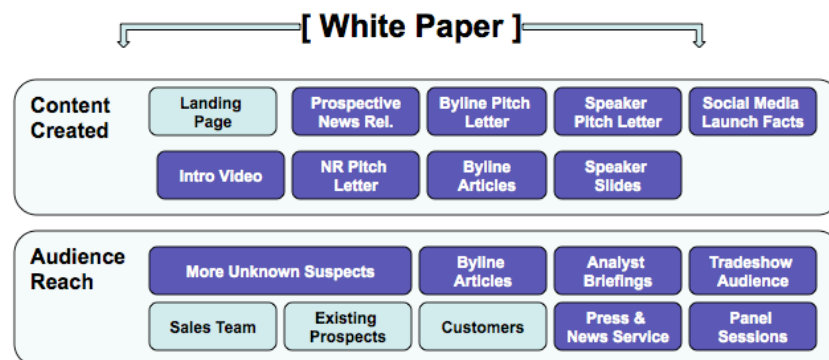 [ White Paper ]
Content
Created
Landing
Page
Prospective
News Rel.
Byline Pitch
Letter
Speaker
Pitch Letter
Social Media
Launch Facts
Intro Video
NR Pitch
Letter
Byline
Articles
Speaker
Slides
Audience
Reach
More Unknown Suspects
Byline
Articles
Analyst
Briefings
Tradeshow
Audience
Sales Team
Existing
Prospects
Customers
Press &
News Service
Panel
Sessions